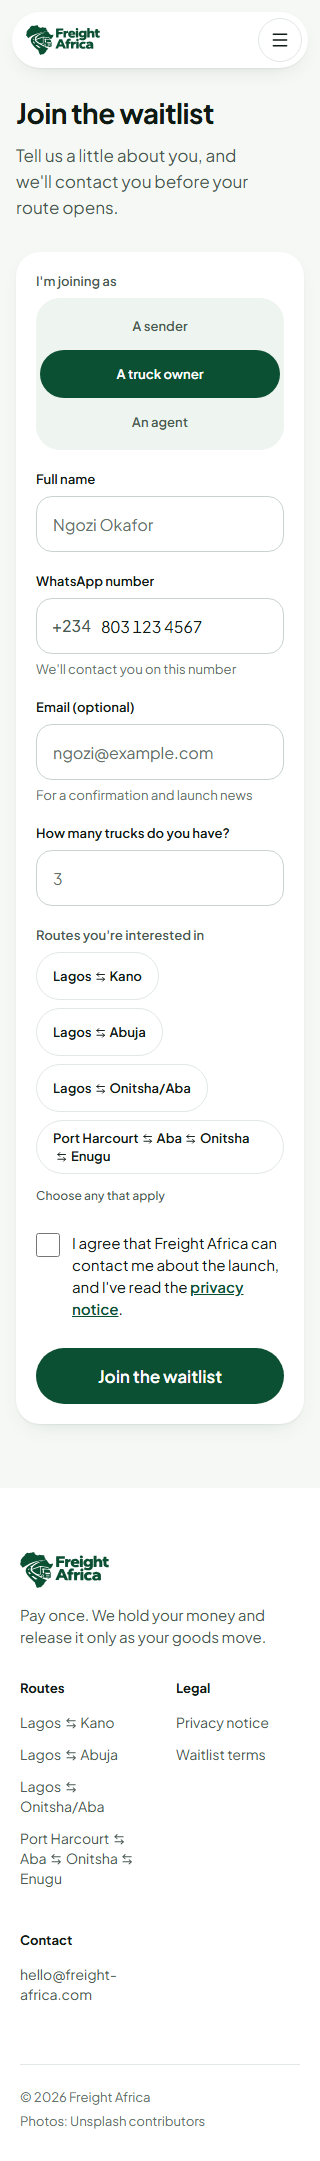 Freight
Africa
Join the waitlist
Tell us a little about you, and
we'll contact you before your
route opens.
I'm joining as
A sender
A truck owner
An agent
Full name
Ngozi Okafor
WhatsApp number
+234 803 123 4567
We'll contact you on this number
Email (optional)
ngozi@example.com
For a confirmation and launch news
How many trucks do you have?
3
Routes you're interested in
Lagos ⇆ Kano
Lagos ⇆ Abuja
Lagos ⇆ Onitsha/Aba
Port Harcourt ⇆ Aba ⇆ Onitsha
⇆ Enugu
Choose any that apply
I agree that Freight Africa can
contact me about the launch,
and I've read the privacy
notice.
Join the waitlist
Freight
Africa
Pay once. We hold your money and
release it only as your goods move.
Routes
Lagos ⇆ Kano
Lagos ⇆ Abuja
Lagos ⇆
Onitsha/Aba
Port Harcourt ⇆
Aba ⇆ Onitsha ⇆
Enugu
Legal
Privacy notice
Waitlist terms
Contact
hello@freight-
africa.com
© 2026 Freight Africa
Photos: Unsplash contributors